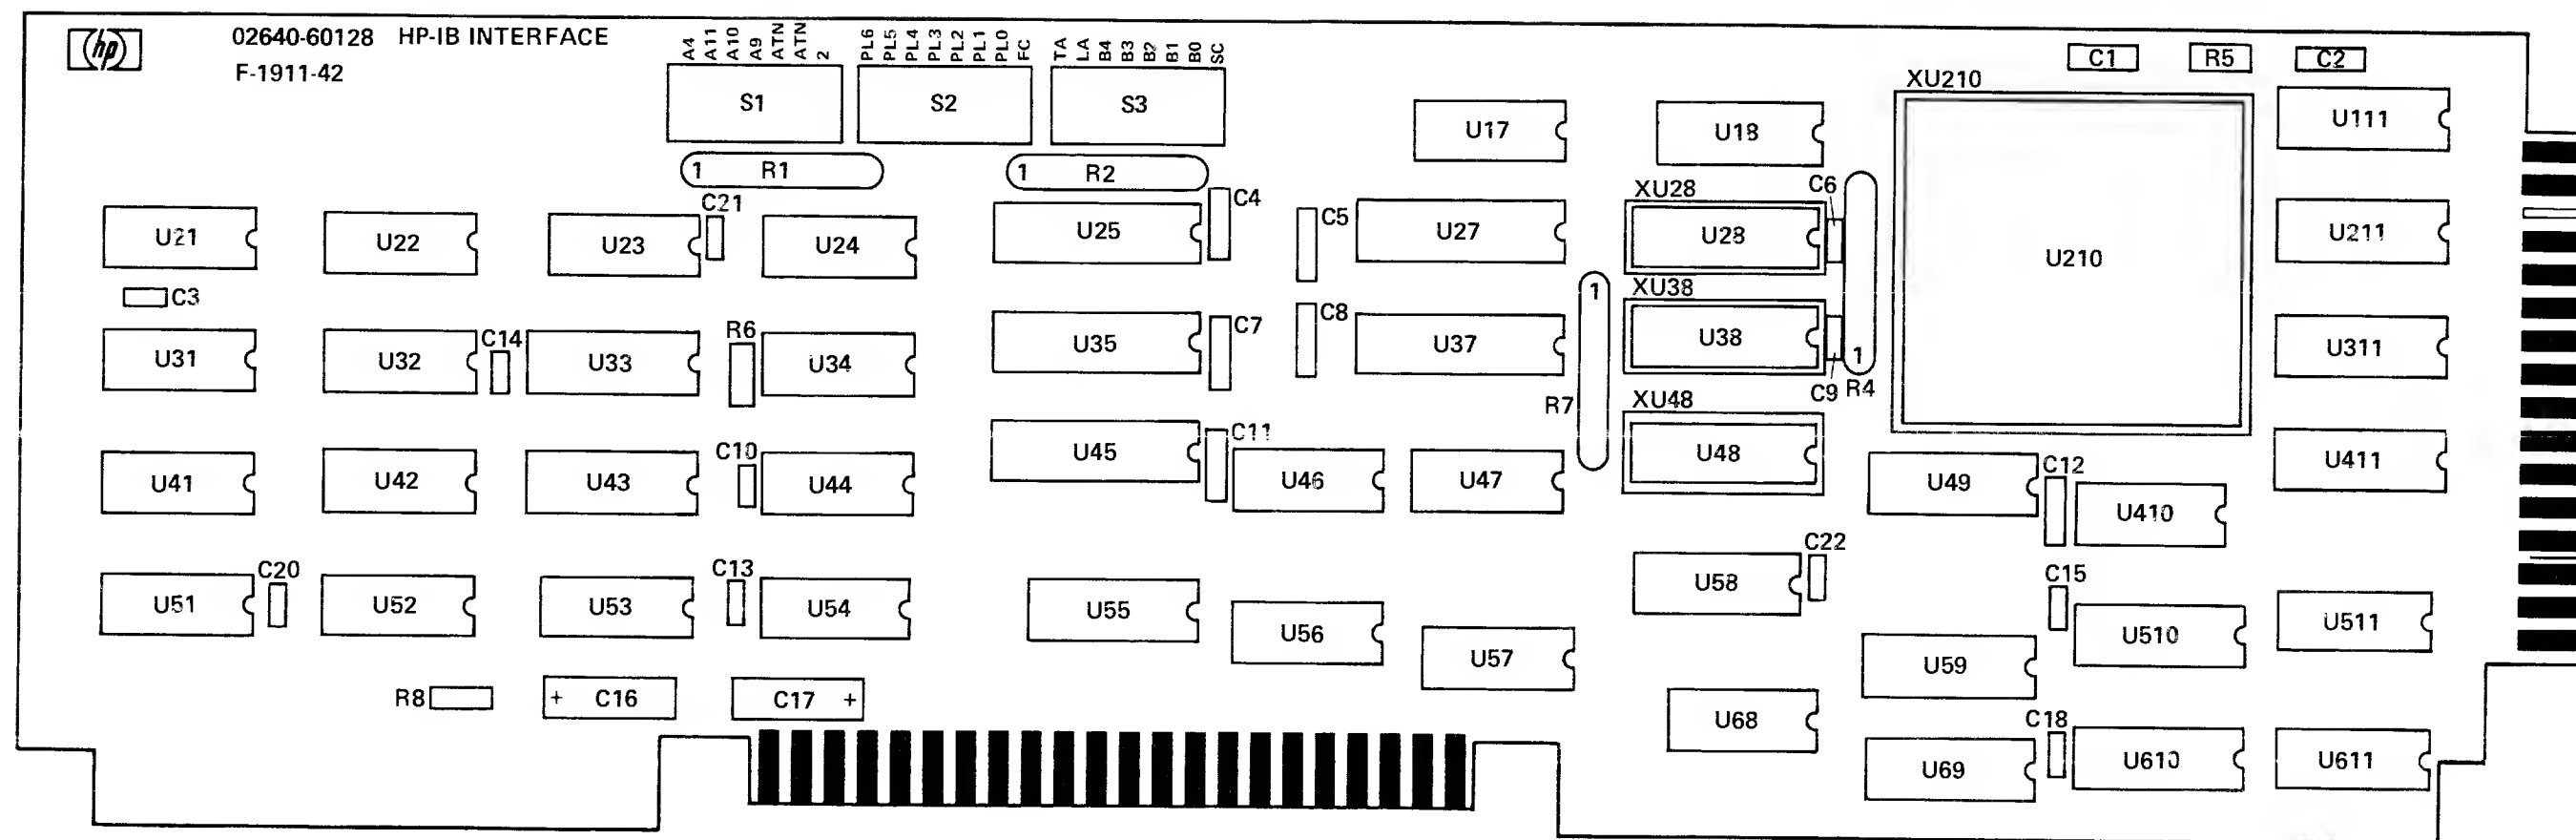 hp
02640-60128 HP-IB INTERFACE
F-1911-42
A4 A11 A10 A9 ATN ATN 2
PL6 PL5 PL4 PL3 PL2 PL1 PL0 FC
TA LA B4 B3 B2 B1 B0 SC
C1 R5 C2
XU210
S1 S2 S3
U17 U18 U111
1 R1
1 R2
XU28 C6
C21 C4 C5
U21 U22 U23 U24 U25 U27 U28 U210 U211
C3
XU38
1
C14 R6 C7 C8
U31 U32 U33 U34 U35 U37 U38 1 U311
C9 R4
R7 XU48
C10 C11 C12
U41 U42 U43 U44 U45 U46 U47 U48 U49 U410 U411
C22
C20 C13 C15
U51 U52 U53 U54 U55 U56 U57 U58 U59 U510 U511
R8 + C16 C17 +
U68 C18
U69 U610 U611